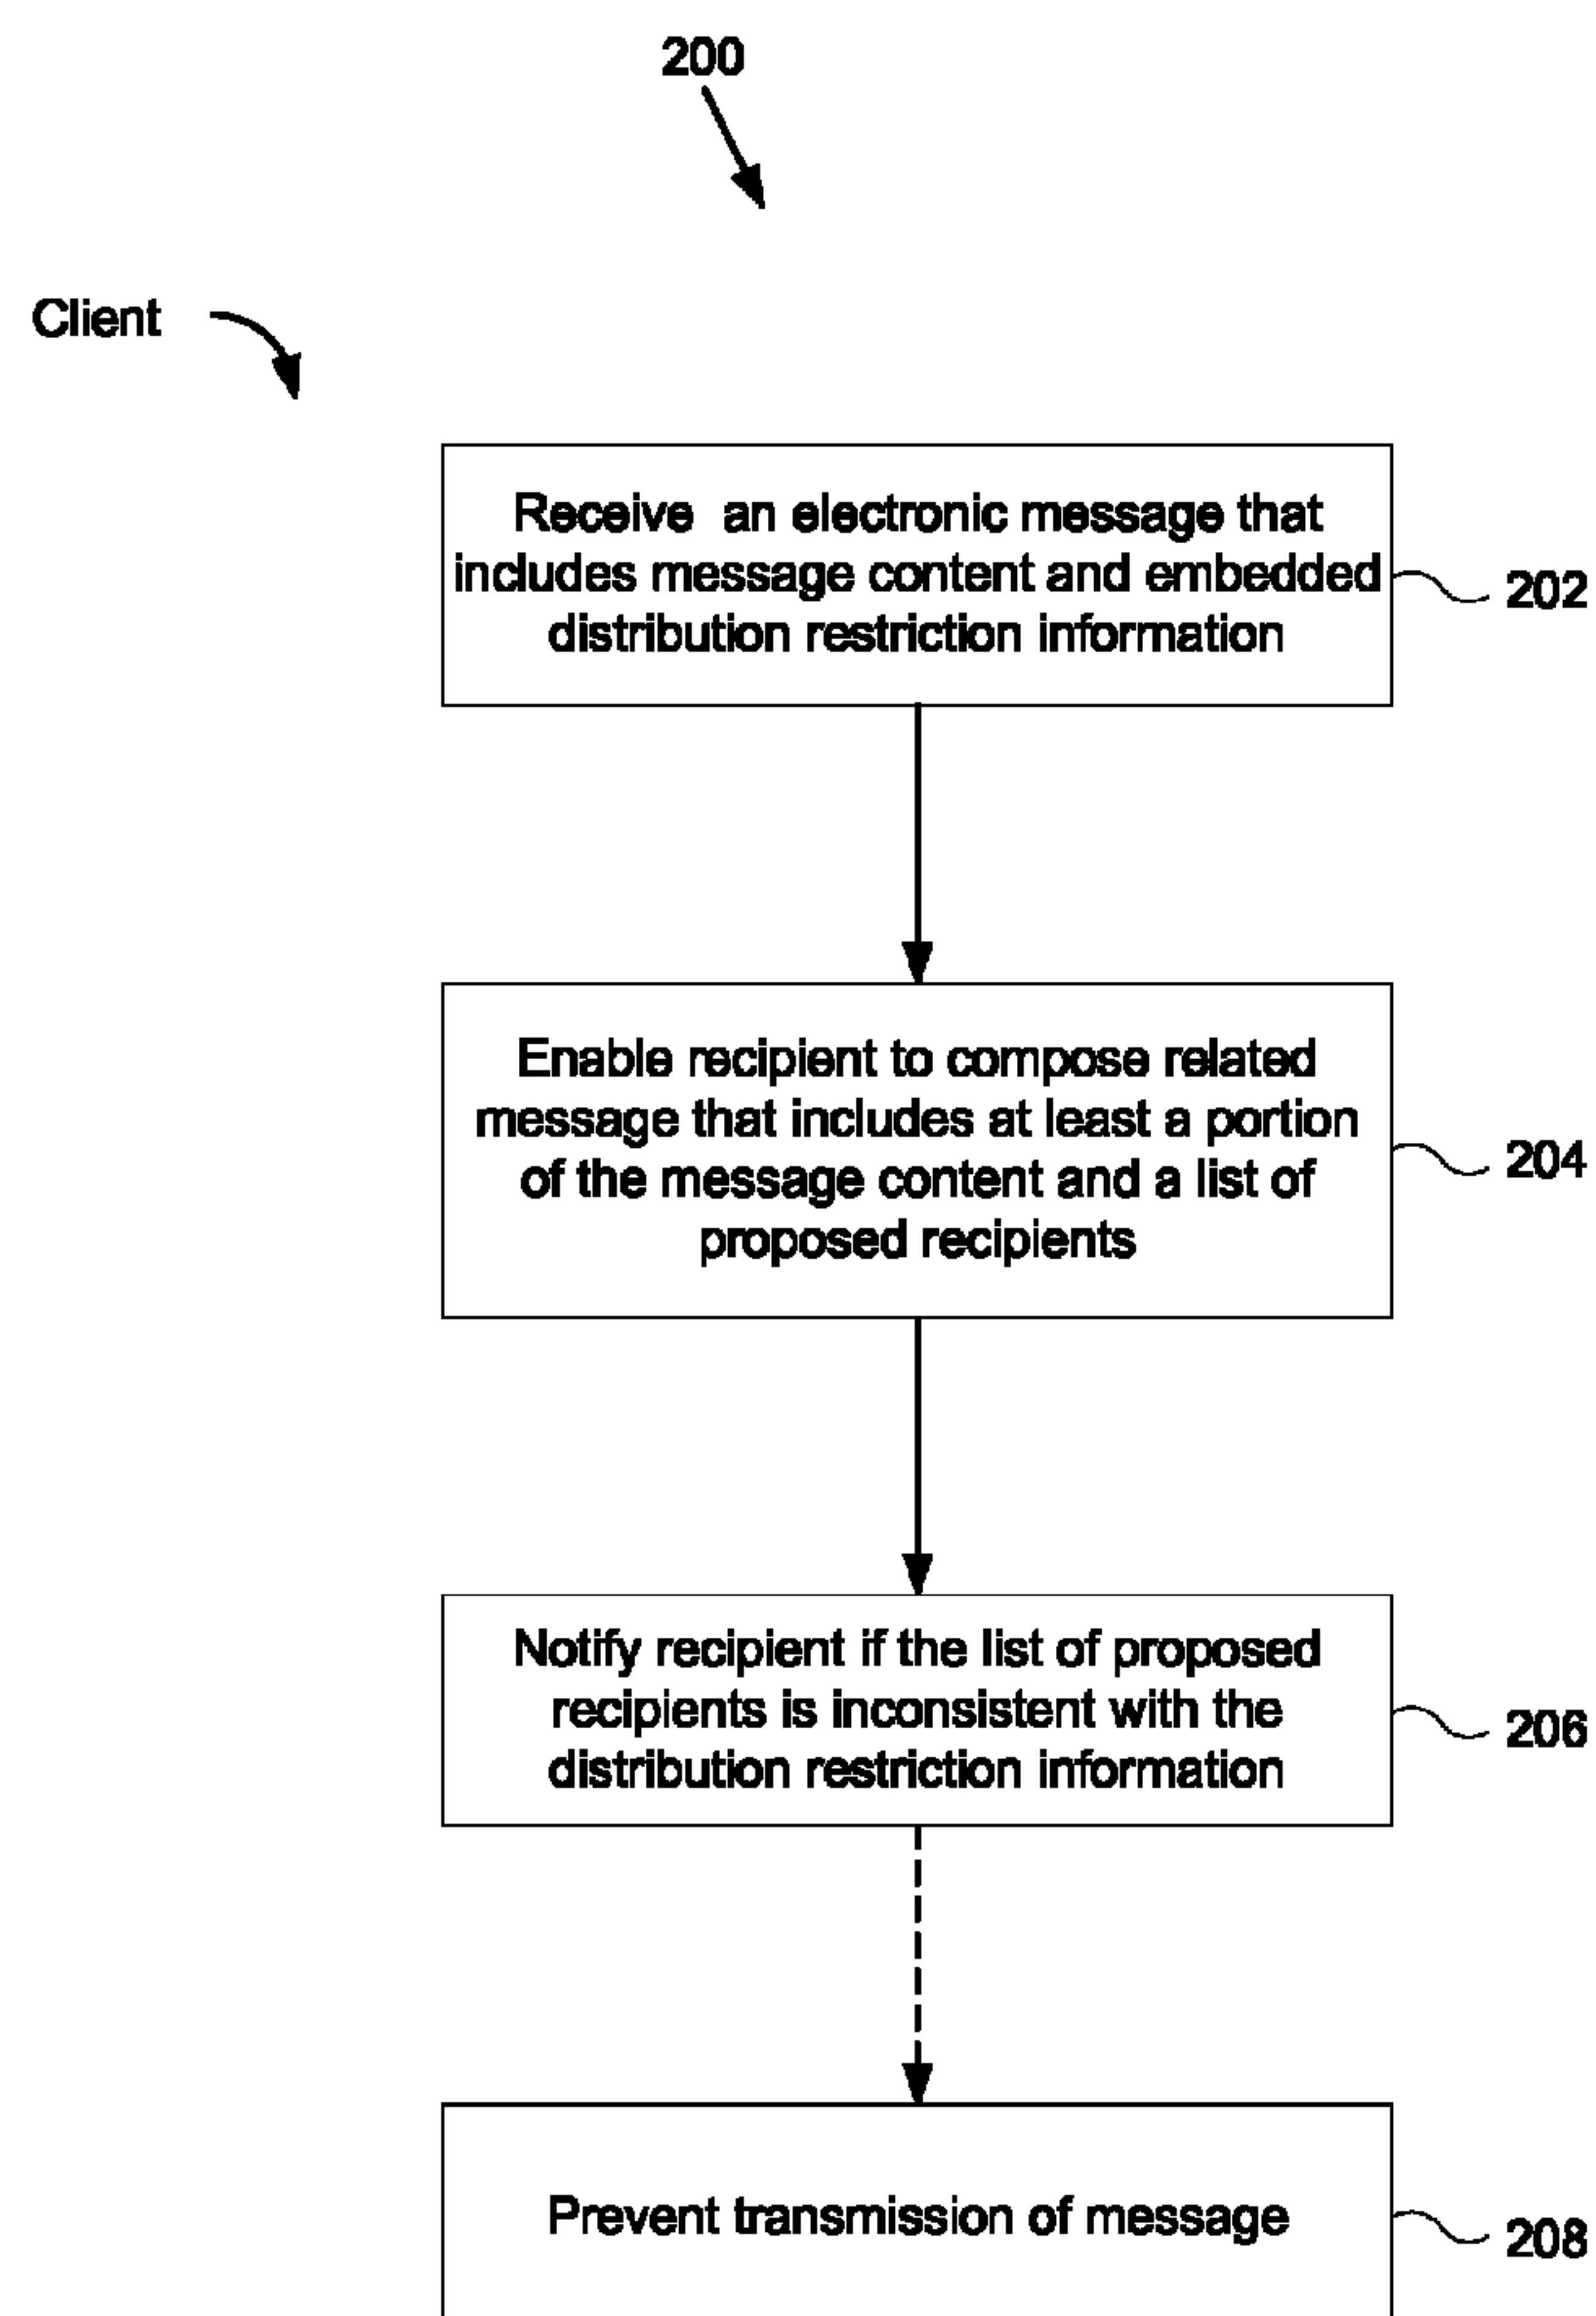 200
Client
Receive an electronic message that
includes message content and embedded
distribution restriction information
202
Enable recipient to compose related
message that includes at least a portion
of the message content and a list of
proposed recipients
204
Notify recipient if the list of proposed
recipients is inconsistent with the
distribution restriction information
206
Prevent transmission of message
208